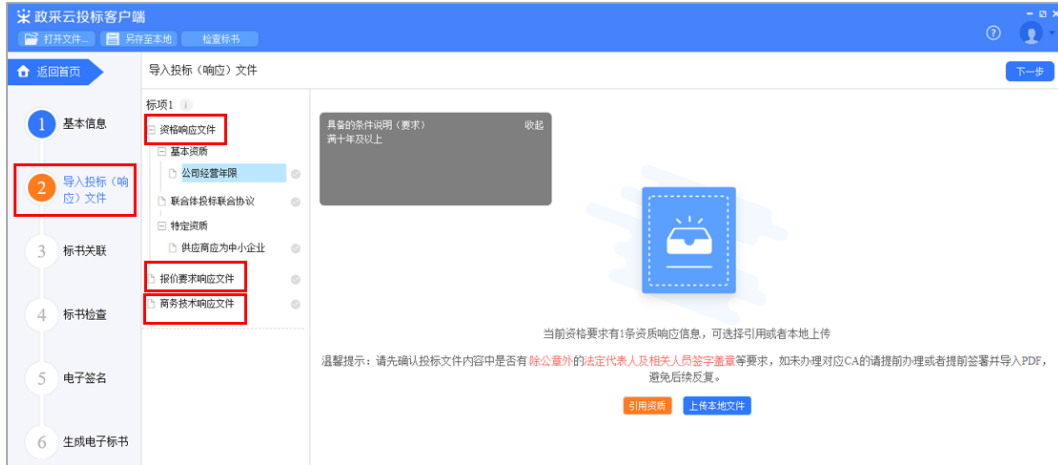 政采云投标客户端
打开文件... 另存至本地 检查标书
返回首页
导入投标（响应）文件
下一步
1 基本信息
2 导入投标（响
应）文件
3 标书关联
4 标书检查
5 电子签名
6 生成电子标书
标项1
资格响应文件
基本资质
公司经营年限
联合体投标联合协议
特定资质
供应商应为中小企业
报价要求响应文件
商务技术响应文件
具备的条件说明（要求） 收起
满十年及以上
当前资格要求有1条资质响应信息，可选择引用或者本地上传
温馨提示：请先确认投标文件内容中是否有除公章外的法定代表人及相关人员签字盖章等要求，如未办理对应CA的请提前办理或者提前签署并导入PDF，
避免后续反复。
引用资质 上传本地文件